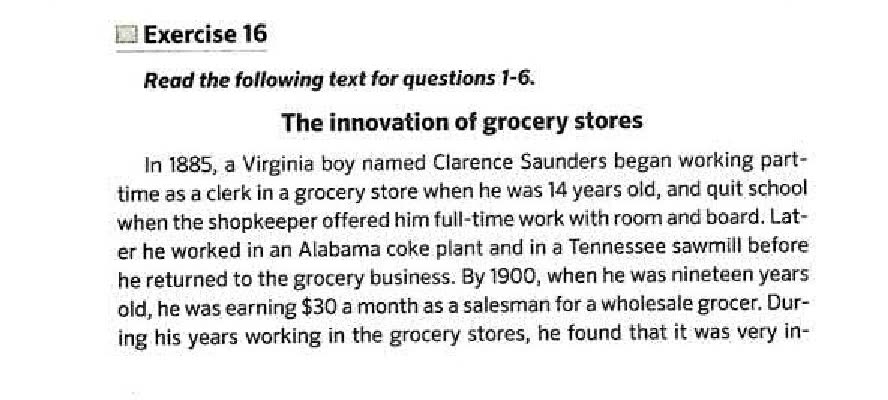 Exercise 16
Read the following text for questions 1-6.
The innovation of grocery stores
In 1885, a Virginia boy named Clarence Saunders began working part-
time as a clerk in a grocery store when he was 14 years old, and quit school
when the shopkeeper offered him full-time work with room and board. Lat-
er he worked in an Alabama coke plant and in a Tennessee sawmill before
he returned to the grocery business. By 1900, when he was nineteen years
old, he was earning $30 a month as a salesman for a wholesale grocer. Dur-
ing his years working in the grocery stores, he found that it was very in-